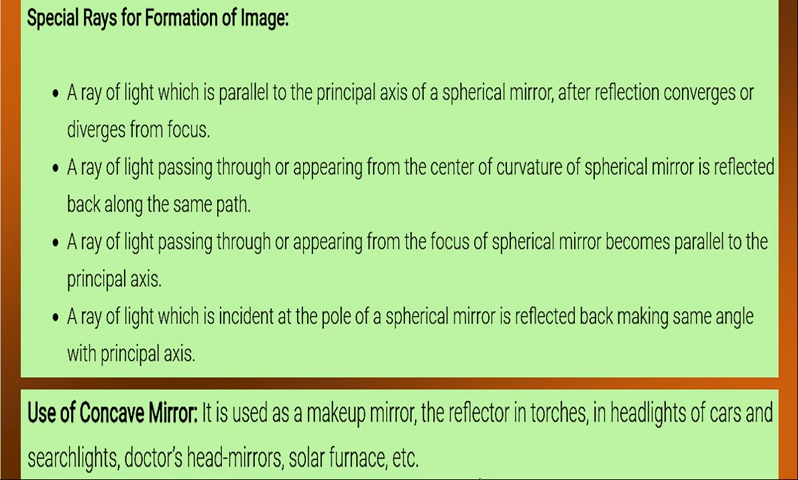 Special Rays for Formation of Image:
• A ray of light which is parallel to the principal axis of a spherical mirror, after reflection converges or
diverges from focus.
• A ray of light passing through or appearing from the center of curvature of spherical mirror is reflected
back along the same path.
• A ray of light passing through or appearing from the focus of spherical mirror becomes parallel to the
principal axis.
• A ray of light which is incident at the pole of a spherical mirror is reflected back making same angle
with principal axis.
Use of Concave Mirror: It is used as a makeup mirror, the reflector in torches, in headlights of cars and
searchlights, doctor's head-mirrors, solar furnace, etc.